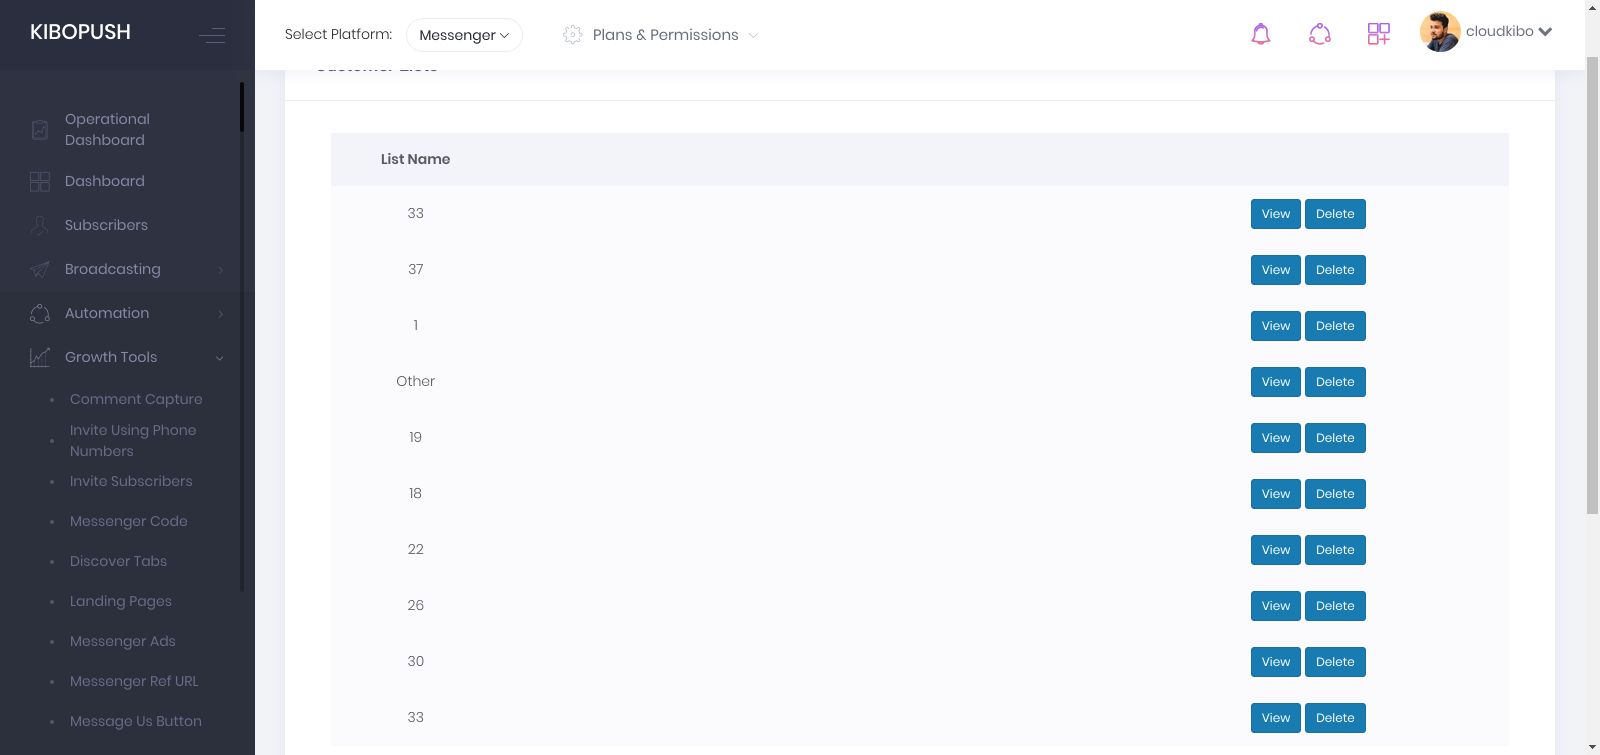 KIBOPUSH
Select Platform: Messenger
Plans & Permissions
cloudkibo
Operational
Dashboard
Dashboard
Subscribers
Broadcasting
Automation
Growth Tools
Comment Capture
Invite Using Phone
Numbers
Invite Subscribers
Messenger Code
Discover Tabs
Landing Pages
Messenger Ads
Messenger Ref URL
Message Us Button
Customer Lists
List Name
33 View Delete
37 View Delete
1 View Delete
Other View Delete
19 View Delete
18 View Delete
22 View Delete
26 View Delete
30 View Delete
33 View Delete